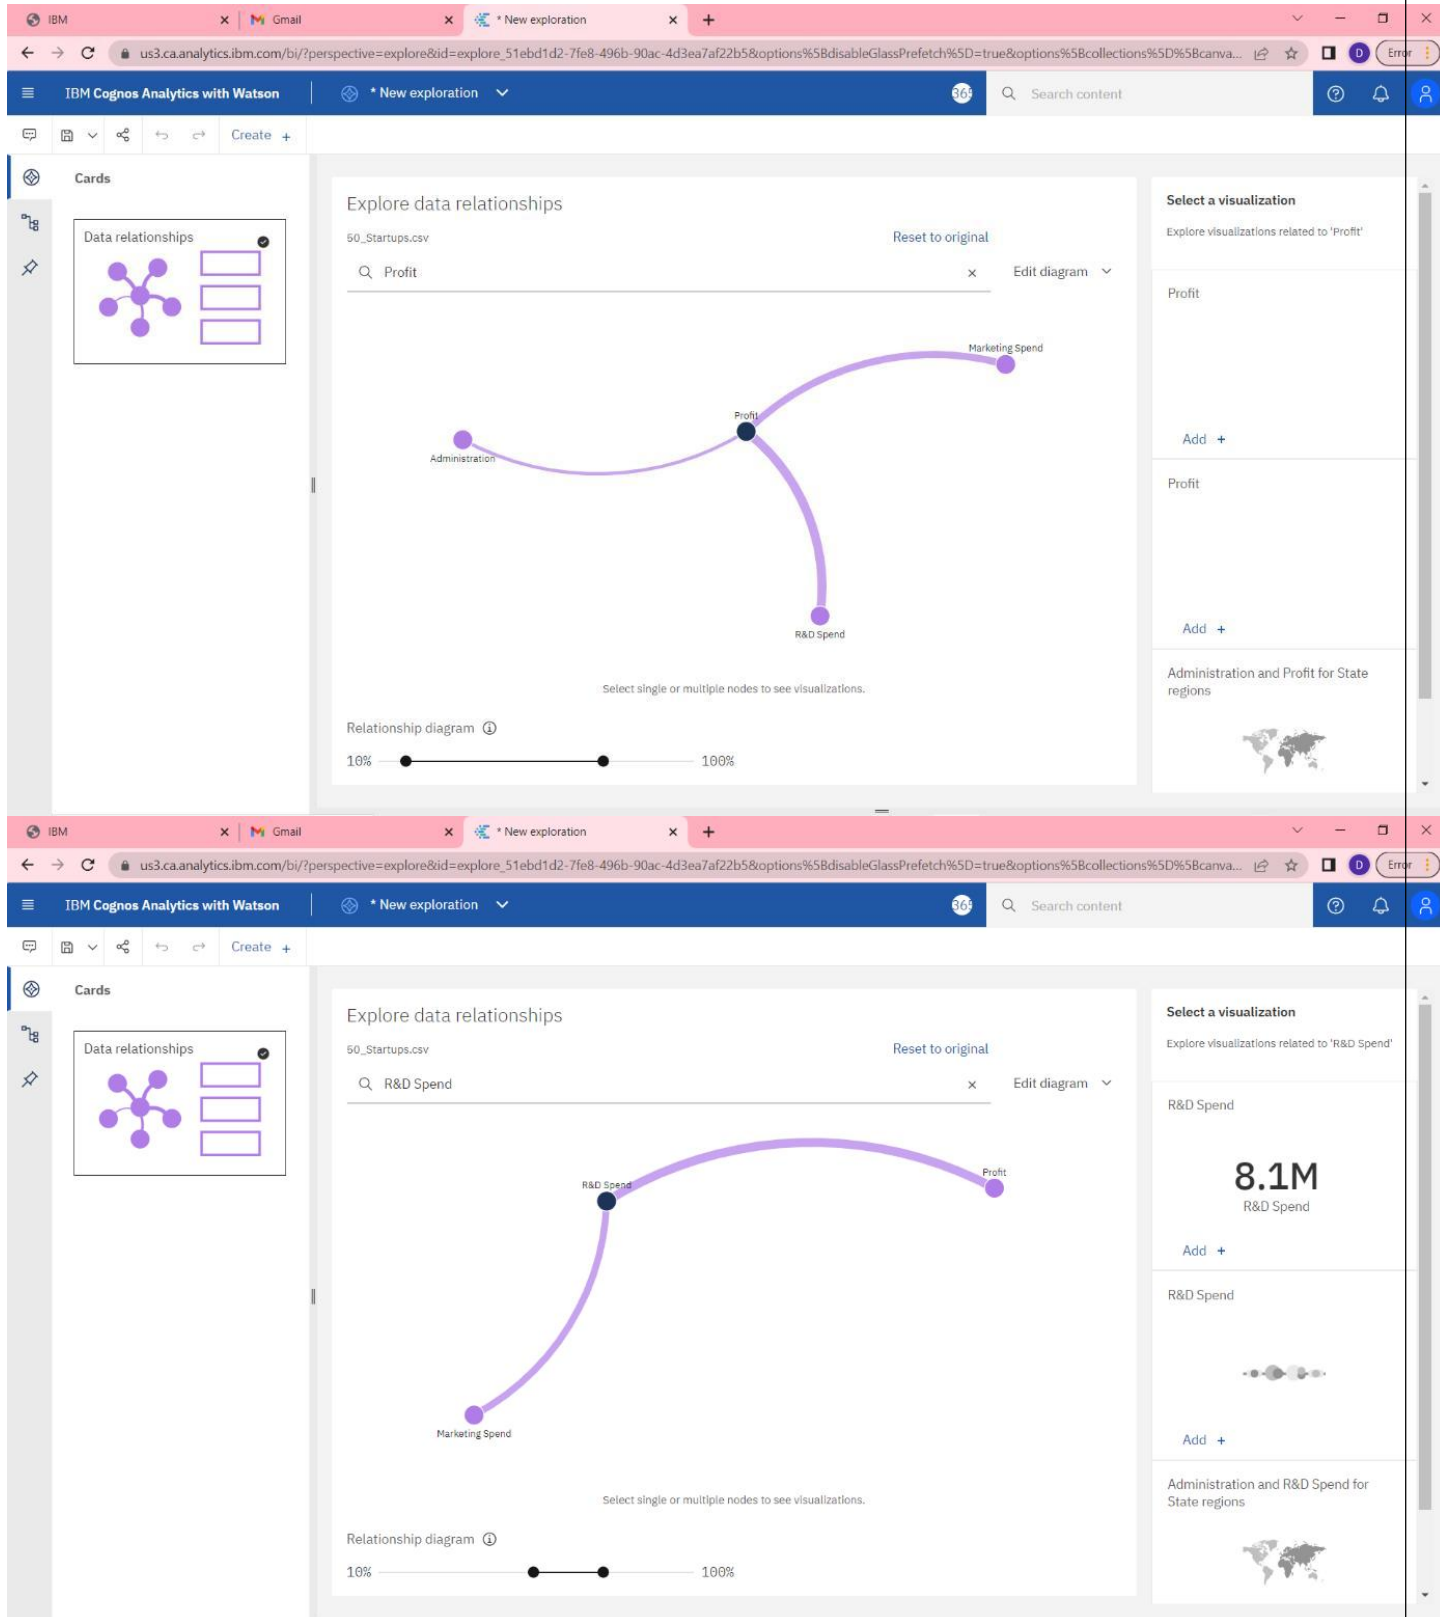 IBM
Gmail
* New exploration
us3.ca.analytics.ibm.com/bi/?perspective=explore&id=explore_51ebd1d2-7fe8-496b-90ac-4d3ea7af22b5&options%5BdisableGlassPrefetch%5D=true&options%5Bcollections%5D%5Bcanva...
D
Error
IBM Cognos Analytics with Watson
* New exploration
365
Search content
Create +
Cards
Data relationships
Explore data relationships
50_Startups.csv
Reset to original
Profit
Edit diagram
Marketing Spend
Profit
Administration
R&D Spend
Select single or multiple nodes to see visualizations.
Relationship diagram
10%
100%
Select a visualization
Explore visualizations related to 'Profit'
Profit
Add +
Profit
Add +
Administration and Profit for State
regions
IBM
Gmail
* New exploration
us3.ca.analytics.ibm.com/bi/?perspective=explore&id=explore_51ebd1d2-7fe8-496b-90ac-4d3ea7af22b5&options%5BdisableGlassPrefetch%5D=true&options%5Bcollections%5D%5Bcanva...
D
Error
IBM Cognos Analytics with Watson
* New exploration
365
Search content
Create +
Cards
Data relationships
Explore data relationships
50_Startups.csv
Reset to original
R&D Spend
Edit diagram
Profit
R&D Spend
Marketing Spend
Select single or multiple nodes to see visualizations.
Relationship diagram
10%
100%
Select a visualization
Explore visualizations related to 'R&D Spend'
R&D Spend
8.1M
R&D Spend
Add +
R&D Spend
Add +
Administration and R&D Spend for
State regions